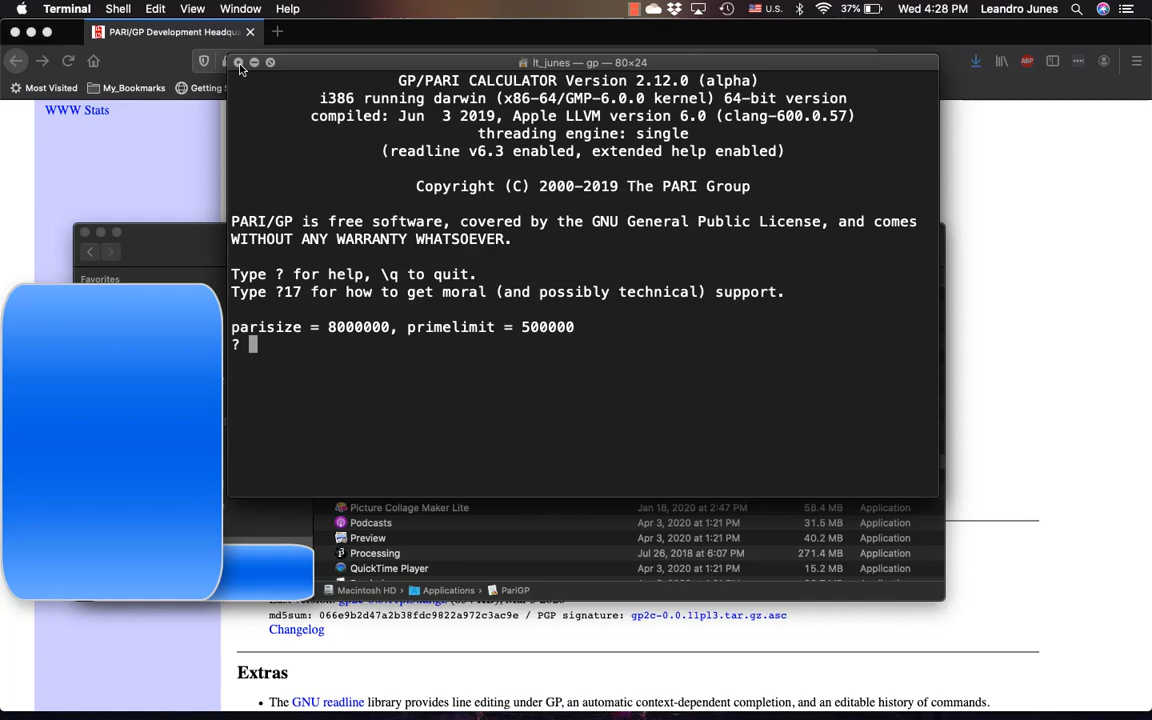 Terminal Shell Edit View Window Help U.S. 37% Wed 4:28 PM Leandro Junes
PARI/GP Development Headqu
Most Visited My_Bookmarks Getting ABP
WWW Stats
lt_junes — gp — 80×24
GP/PARI CALCULATOR Version 2.12.0 (alpha)
i386 running darwin (x86-64/GMP-6.0.0 kernel) 64-bit version
compiled: Jun  3 2019, Apple LLVM version 6.0 (clang-600.0.57)
threading engine: single
(readline v6.3 enabled, extended help enabled)
Copyright (C) 2000-2019 The PARI Group
PARI/GP is free software, covered by the GNU General Public License, and comes
WITHOUT ANY WARRANTY WHATSOEVER.
Type ? for help, \q to quit.
Type ?17 for how to get moral (and possibly technical) support.
parisize = 8000000, primelimit = 500000
?
Favorites
Picture Collage Maker Lite Jan 18, 2020 at 2:47 PM 58.4 MB Application
Podcasts Apr 3, 2020 at 1:21 PM 31.5 MB Application
Preview Apr 3, 2020 at 1:21 PM 40.2 MB Application
Processing Jul 26, 2018 at 6:07 PM 271.4 MB Application
QuickTime Player Apr 3, 2020 at 1:21 PM 15.2 MB Application
Macintosh HD › Applications › PariGP
md5sum: 066e9b2d47a2b38fdc9822a972c3ac9e / PGP signature: gp2c-0.0.11pl3.tar.gz.asc
Changelog
Extras
• The GNU readline library provides line editing under GP, an automatic context-dependent completion, and an editable history of commands.